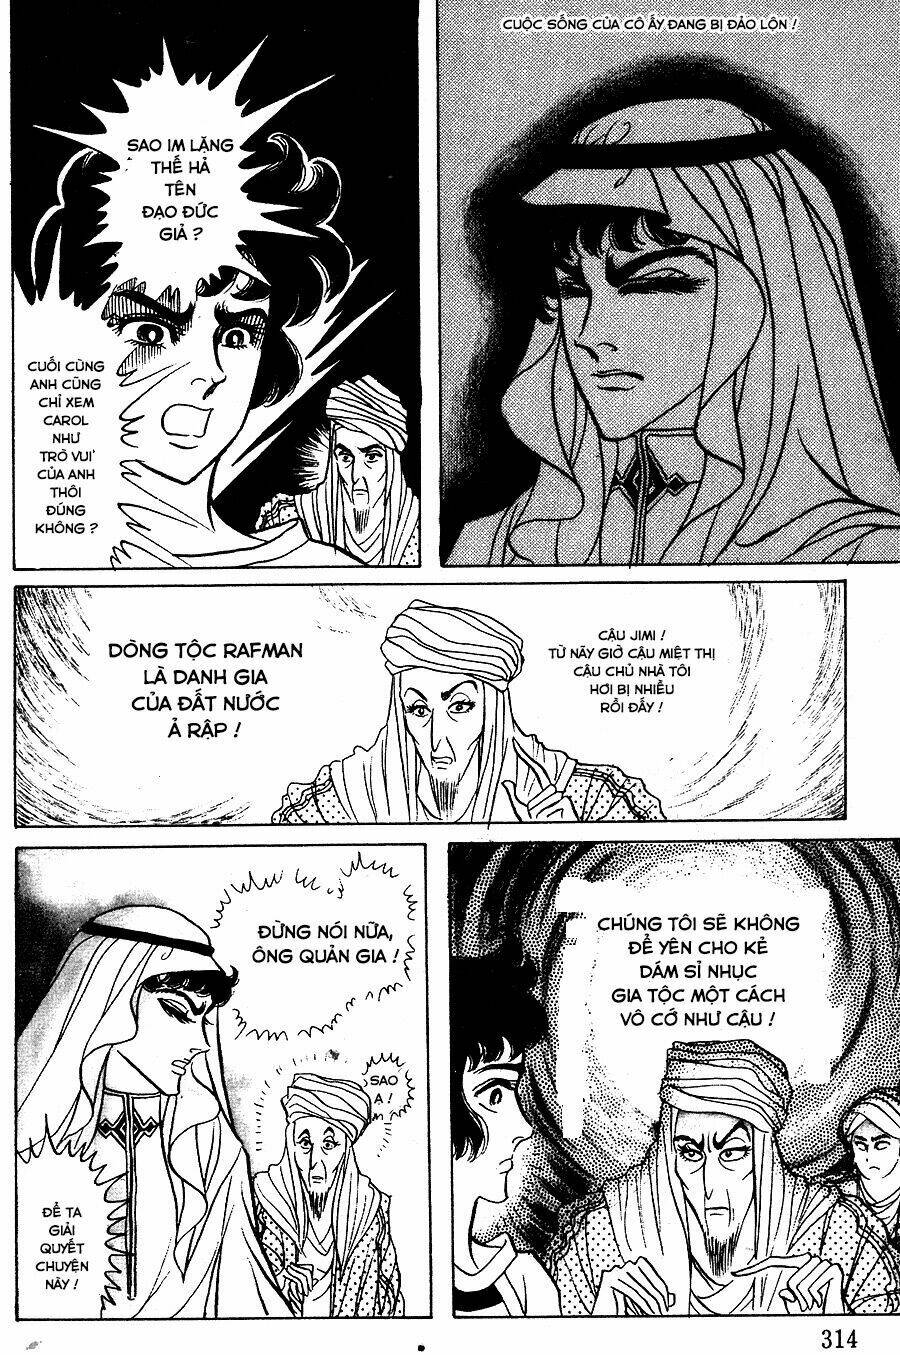 SAO IM LẶNG
THẾ HẢ
TÊN
ĐẠO ĐỨC
GIẢ ?
CUỐI CÙNG
ANH CŨNG
CHỈ XEM
CAROL
NHƯ
'TRÒ VUI'
CỦA ANH
THÔI
ĐÚNG
KHÔNG ?
CUỘC SỐNG CỦA CÔ ẤY ĐANG BỊ ĐẢO LỘN !
DÒNG TỘC RAFMAN
LÀ DANH GIA
CỦA ĐẤT NƯỚC
Ả RẬP !
CẬU JIMI !
TỪ NÃY GIỜ CẬU MIỆT THỊ
CẬU CHỦ NHÀ TÔI
HƠI BỊ NHIỀU
RỒI ĐẤY !
ĐỪNG NÓI NỮA,
ÔNG QUẢN GIA !
SAO
Ạ !
ĐỂ TA
GIẢI
QUYẾT
CHUYỆN
NÀY !
CHÚNG TÔI SẼ KHÔNG
ĐỂ YÊN CHO KẺ
DÁM SỈ NHỤC
GIA TỘC MỘT CÁCH
VÔ CỚ NHƯ CẬU !
314